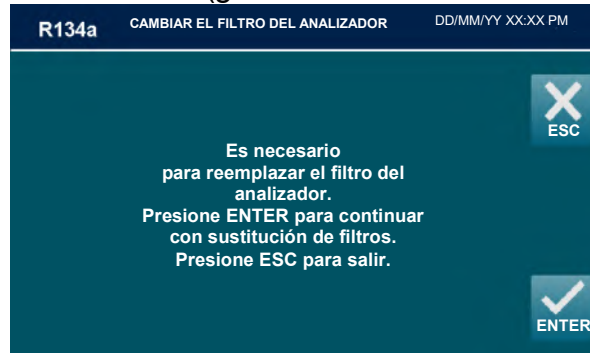 R134a
CAMBIAR EL FILTRO DEL ANALIZADOR
DD/MM/YY XX:XX PM
ESC
Es necesario
para reemplazar el filtro del
analizador.
Presione ENTER para continuar
con sustitución de filtros.
Presione ESC para salir.
ENTER